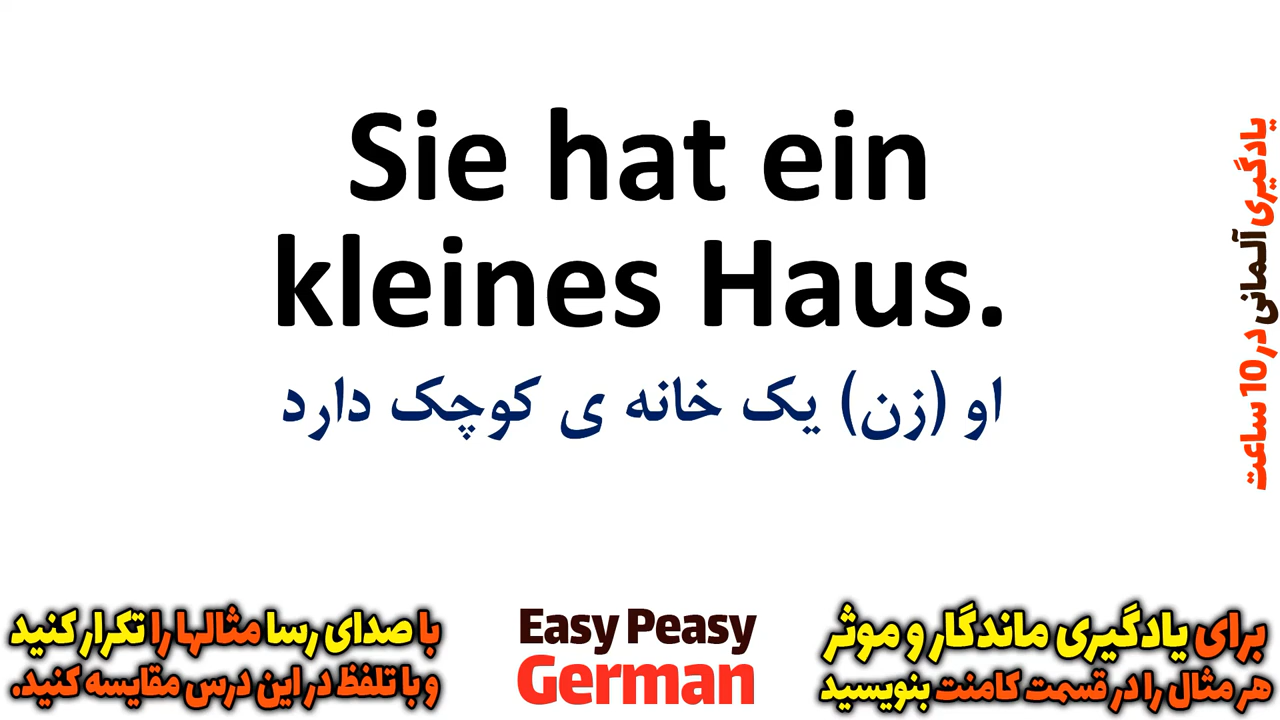 Sie hat ein
kleines Haus.
او (زن) یک خانه ی کوچک دارد
یادگیری آلمانی در 10 ساعت
با صدای رسا مثالها را تکرار کنید
و با تلفظ در این درس مقایسه کنید.
Easy Peasy
German
برای یادگیری ماندگار و موثر
هر مثال را در قسمت کامنت بنویسید